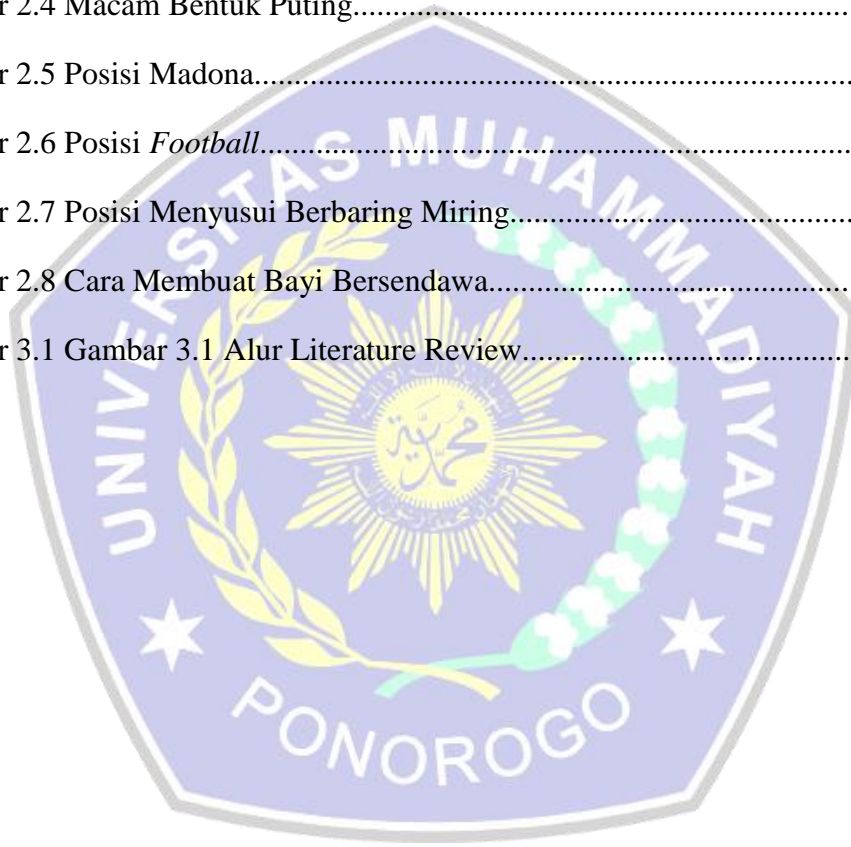 r 2.4 Macam Bentuk Puting
r 2.5 Posisi Madona
r 2.6 Posisi Football
r 2.7 Posisi Menyusui Berbaring Miring
r 2.8 Cara Membuat Bayi Bersendawa
r 3.1 Gambar 3.1 Alur Literature Review
UNIVERSITAS MUHAMMADIYAH
محمدية
PONOROGO